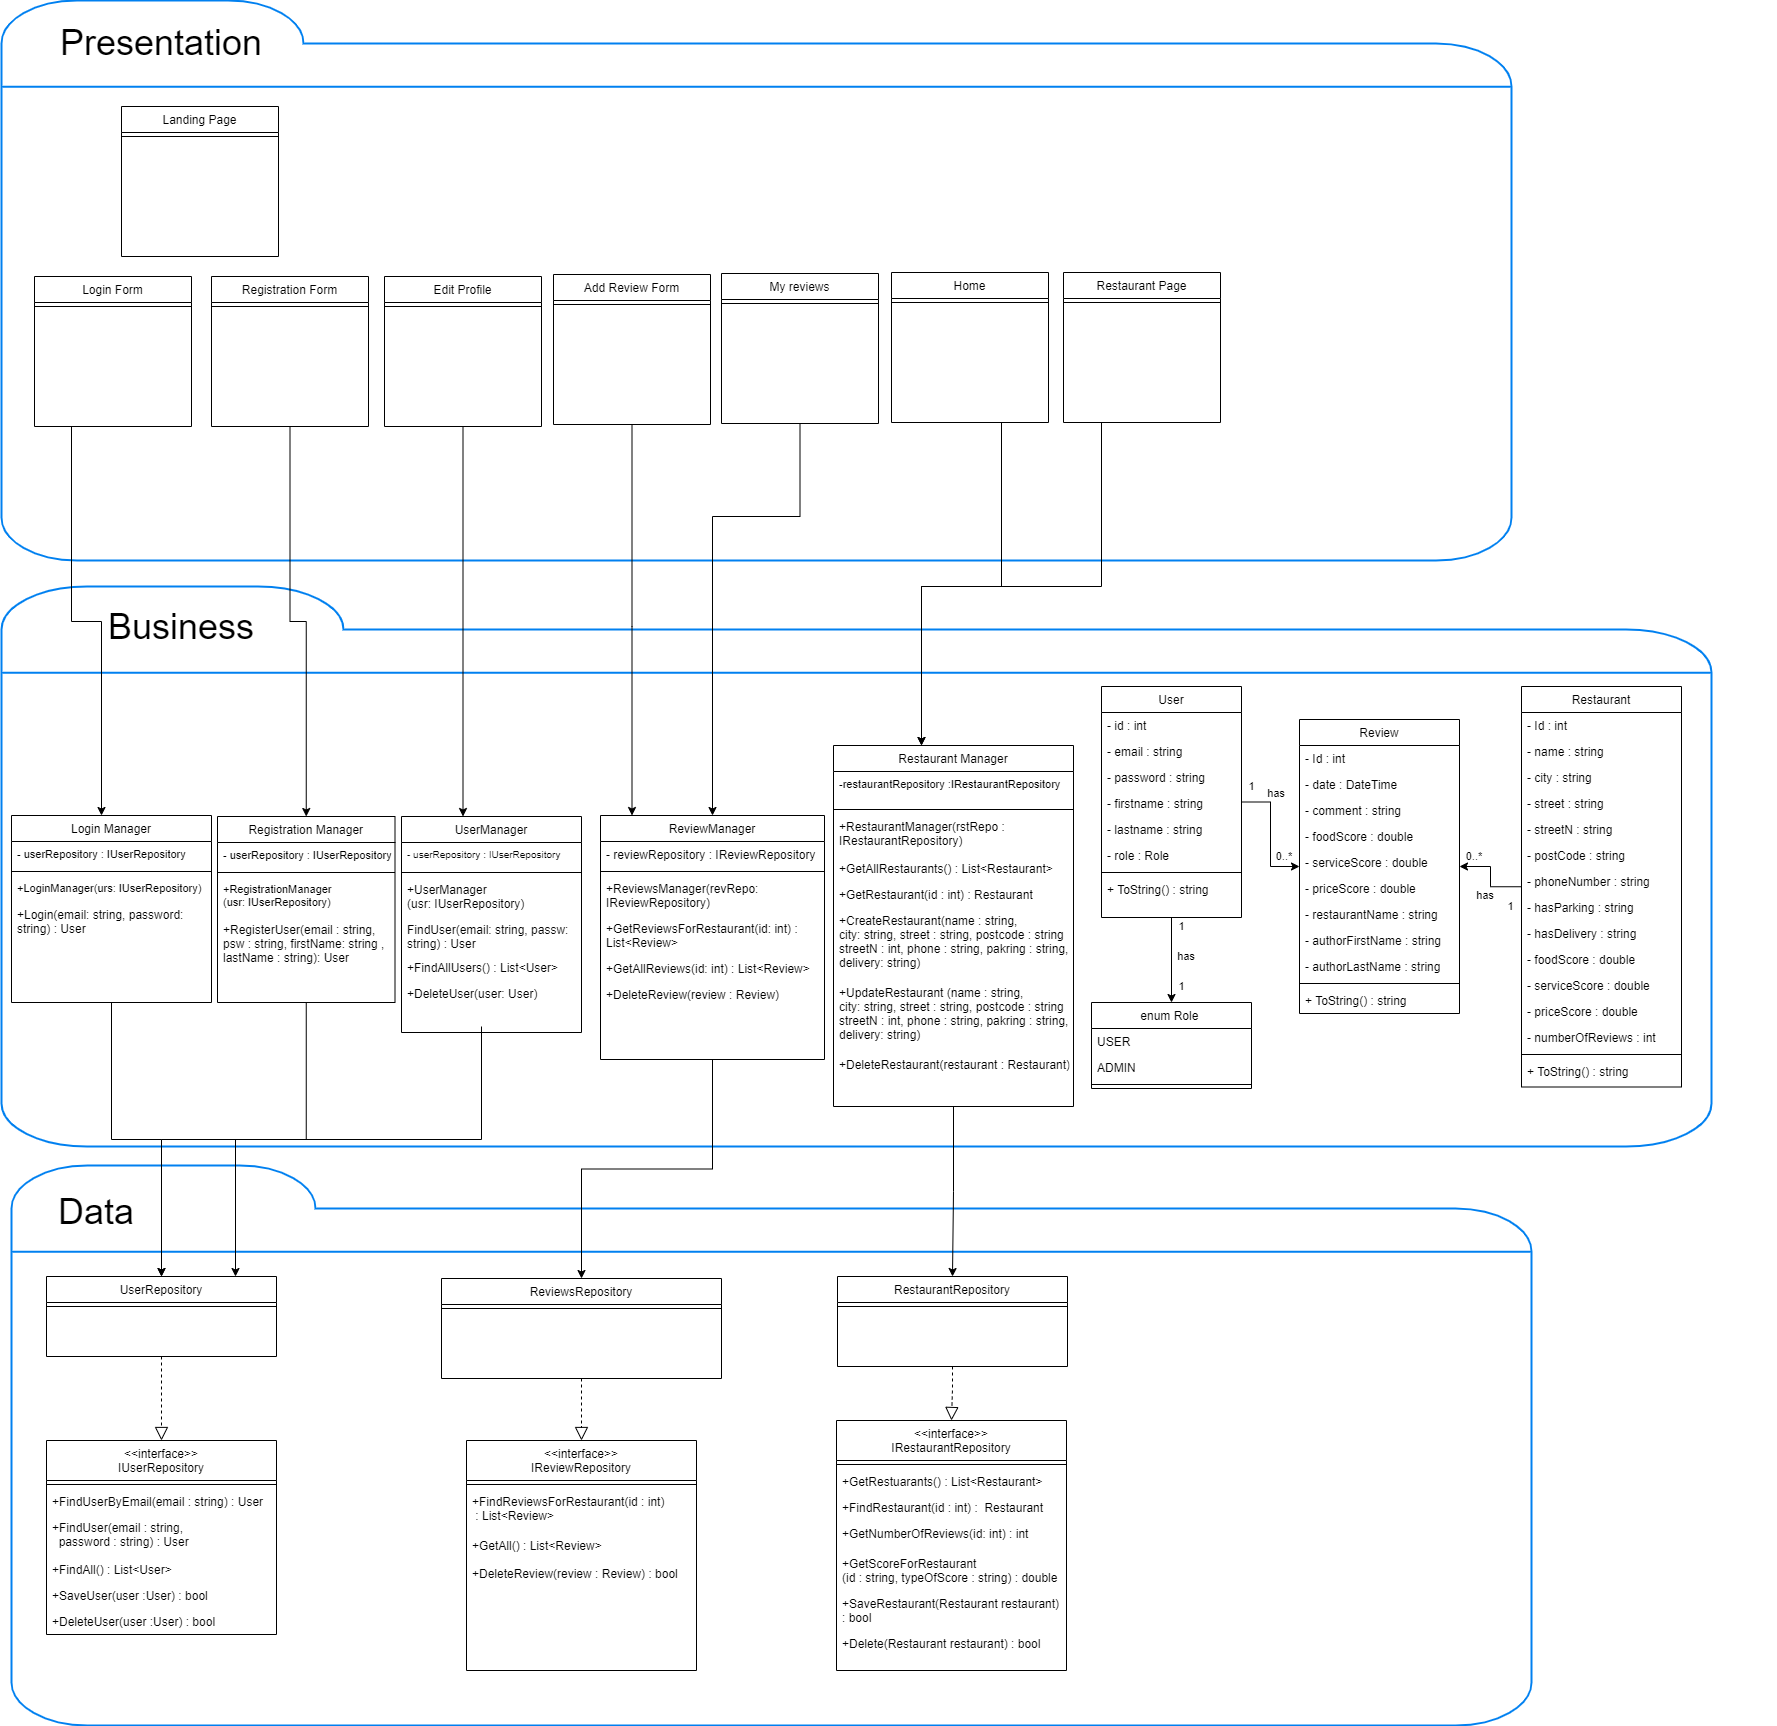 Presentation
Landing Page
Login Form
Registration Form
Edit Profile
Add Review Form
My reviews
Home
Restaurant Page
Business
Login Manager
- userRepository : IUserRepository
+LoginManager(urs: IUserRepository)
+Login(email: string, password:
string) : User
Registration Manager
- userRepository : IUserRepository
+RegistrationManager
(usr: IUserRepository)
+RegisterUser(email : string,
psw : string, firstName: string ,
lastName : string): User
UserManager
- userRepository : IUserRepository
+UserManager
(usr: IUserRepository)
FindUser(email: string, passw:
string) : User
+FindAllUsers() : List<User>
+DeleteUser(user: User)
ReviewManager
- reviewRepository : IReviewRepository
+ReviewsManager(revRepo:
IReviewRepository)
+GetReviewsForRestaurant(id: int) :
List<Review>
+GetAllReviews(id: int) : List<Review>
+DeleteReview(review : Review)
Restaurant Manager
-restaurantRepository :IRestaurantRepository
+RestaurantManager(rstRepo :
IRestaurantRepository)
+GetAllRestaurants() : List<Restaurant>
+GetRestaurant(id : int) : Restaurant
+CreateRestaurant(name : string,
city: string, street : string, postcode : string
streetN : int, phone : string, pakring : string,
delivery: string)
+UpdateRestaurant (name : string,
city: string, street : string, postcode : string
streetN : int, phone : string, pakring : string,
delivery: string)
+DeleteRestaurant(restaurant : Restaurant)
User
- id : int
- email : string
- password : string
- firstname : string
- lastname : string
- role : Role
+ ToString() : string
1
has
0..*
1
has
1
enum Role
USER
ADMIN
Review
- Id : int
- date : DateTime
- comment : string
- foodScore : double
- serviceScore : double
- priceScore : double
- restaurantName : string
- authorFirstName : string
- authorLastName : string
+ ToString() : string
0..*
has
1
Restaurant
- Id : int
- name : string
- city : string
- street : string
- streetN : string
- postCode : string
- phoneNumber : string
- hasParking : string
- hasDelivery : string
- foodScore : double
- serviceScore : double
- priceScore : double
- numberOfReviews : int
+ ToString() : string
Data
UserRepository
ReviewsRepository
RestaurantRepository
<<interface>>
IUserRepository
+FindUserByEmail(email : string) : User
+FindUser(email : string,
password : string) : User
+FindAll() : List<User>
+SaveUser(user :User) : bool
+DeleteUser(user :User) : bool
<<interface>>
IReviewRepository
+FindReviewsForRestaurant(id : int)
: List<Review>
+GetAll() : List<Review>
+DeleteReview(review : Review) : bool
<<interface>>
IRestaurantRepository
+GetRestuarants() : List<Restaurant>
+FindRestaurant(id : int) : Restaurant
+GetNumberOfReviews(id: int) : int
+GetScoreForRestaurant
(id : string, typeOfScore : string) : double
+SaveRestaurant(Restaurant restaurant)
: bool
+Delete(Restaurant restaurant) : bool